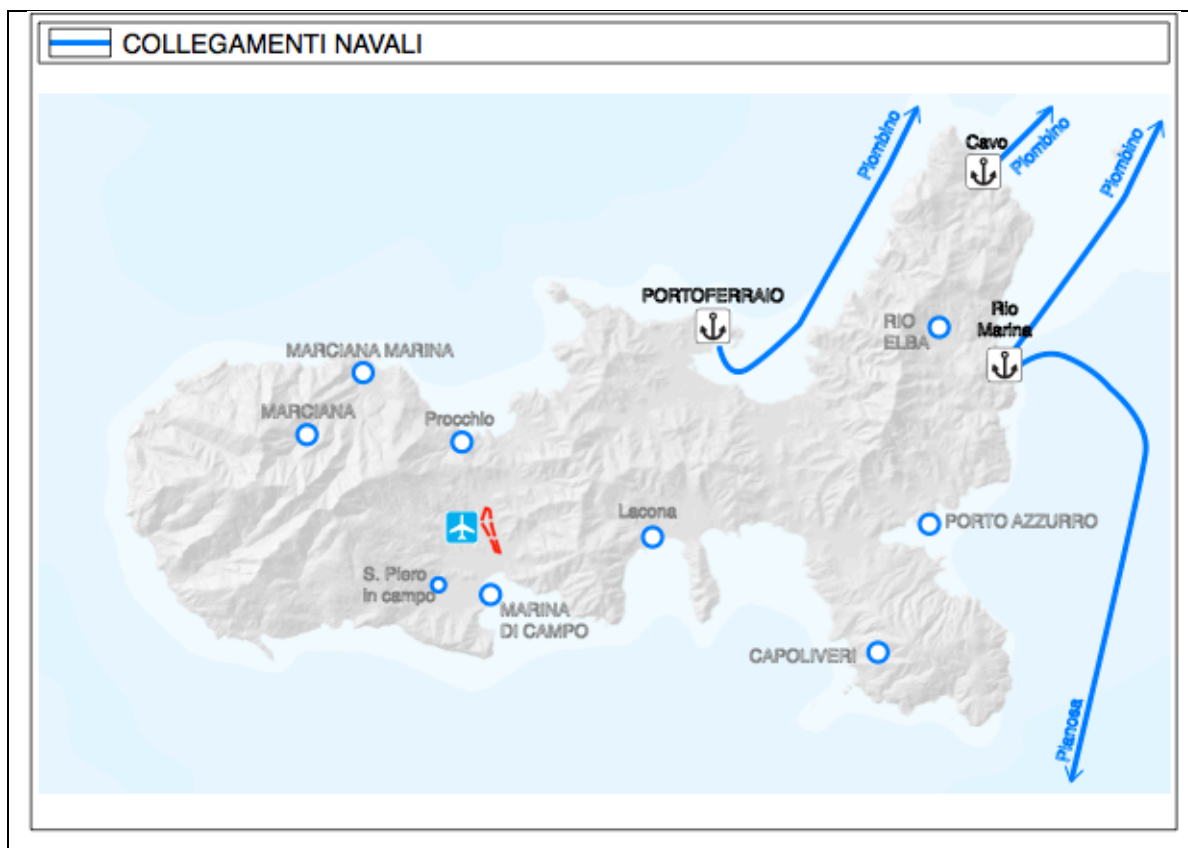 COLLEGAMENTI NAVALI
Piombino
Cavo
Piombino
Piombino
PORTOFERRAIO
RIO
ELBA
Rio
Marina
MARCIANA MARINA
MARCIANA
Procchio
Lacona
PORTO AZZURRO
S. Piero
in campo
MARINA
DI CAMPO
CAPOLIVERI
Pianosa